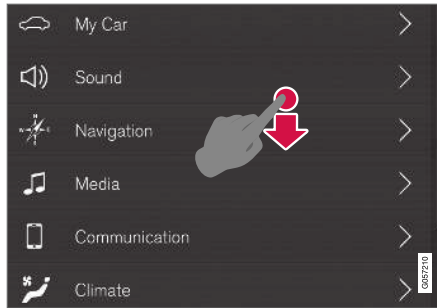 My Car
Sound
Navigation
Media
Communication
Climate
G057210